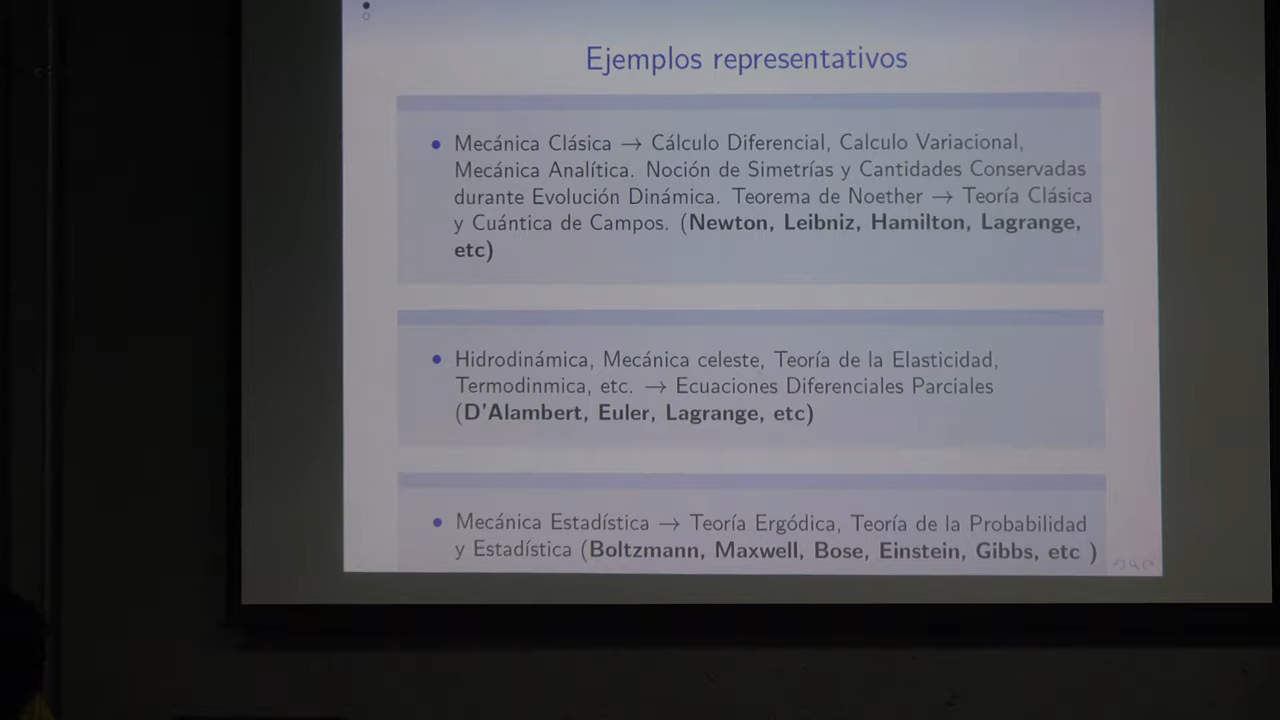 Ejemplos representativos
• Mecánica Clásica → Cálculo Diferencial, Calculo Variacional,
Mecánica Analítica. Noción de Simetrías y Cantidades Conservadas
durante Evolución Dinámica. Teorema de Noether → Teoría Clásica
y Cuántica de Campos. (Newton, Leibniz, Hamilton, Lagrange,
etc)
• Hidrodinámica, Mecánica celeste, Teoría de la Elasticidad,
Termodinmica, etc. → Ecuaciones Diferenciales Parciales
(D'Alambert, Euler, Lagrange, etc)
• Mecánica Estadística → Teoría Ergódica, Teoría de la Probabilidad
y Estadística (Boltzmann, Maxwell, Bose, Einstein, Gibbs, etc )